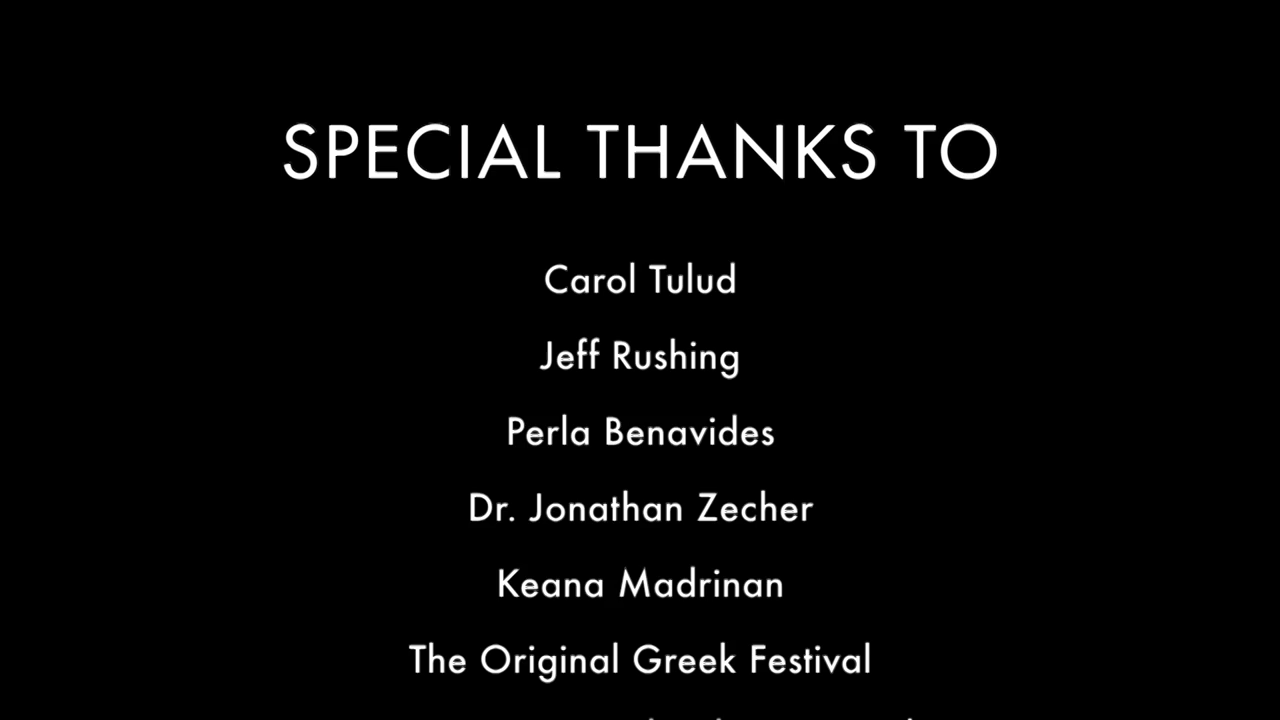 SPECIAL THANKS TO
Carol Tulud
Jeff Rushing
Perla Benavides
Dr. Jonathan Zecher
Keana Madrinan
The Original Greek Festival